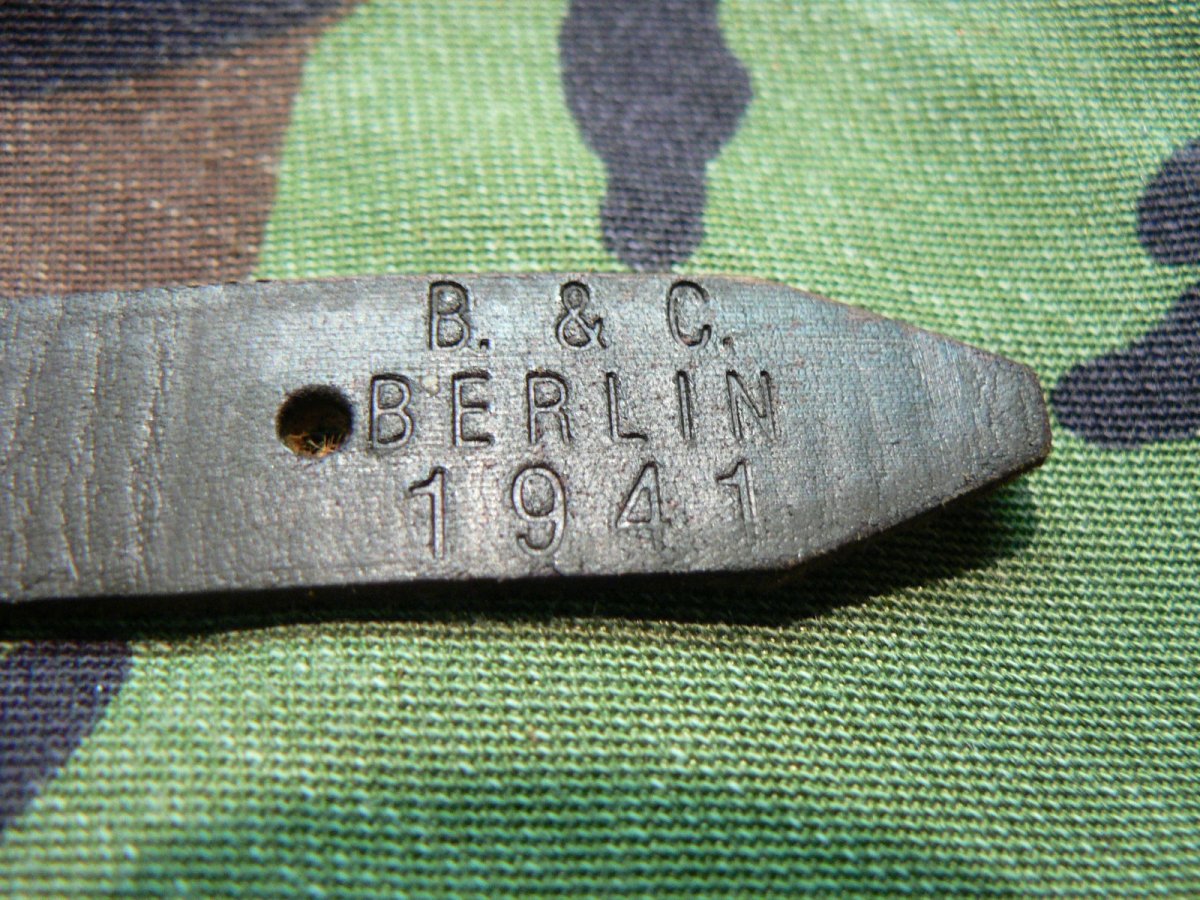 B. & C.
BERLIN
1941